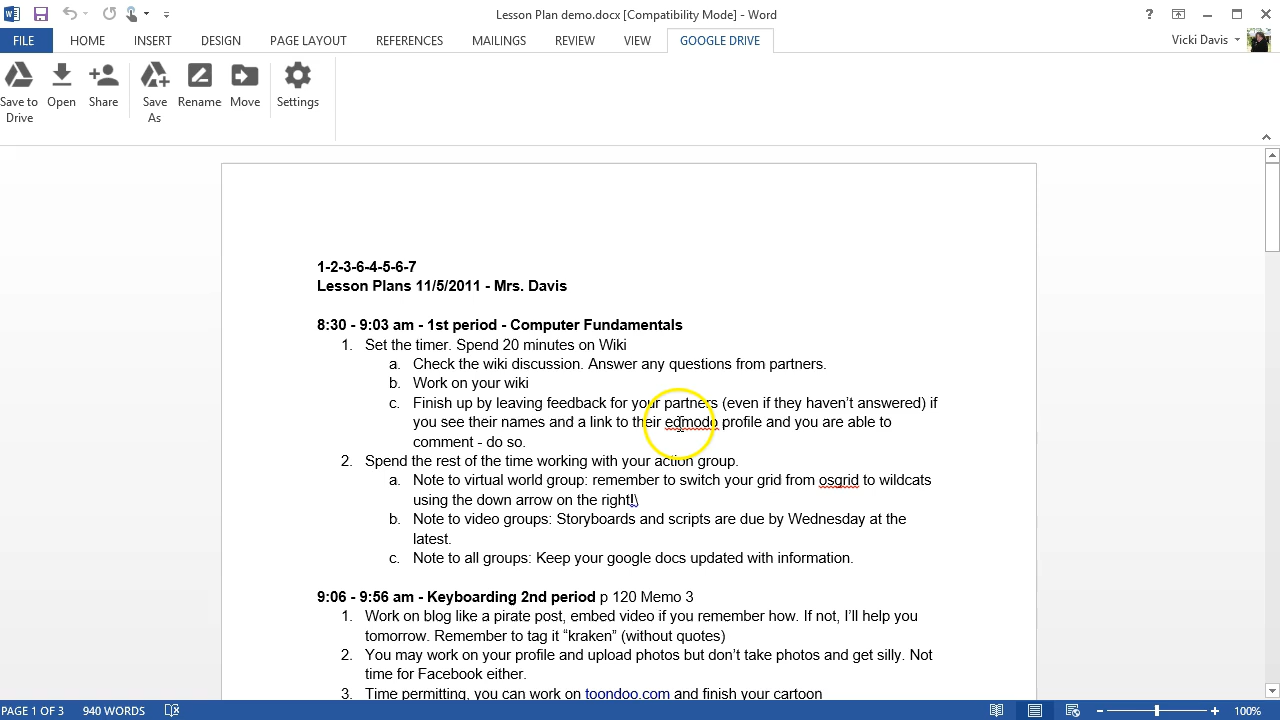 Lesson Plan demo.docx [Compatibility Mode] - Word
FILE HOME INSERT DESIGN PAGE LAYOUT REFERENCES MAILINGS REVIEW VIEW GOOGLE DRIVE Vicki Davis
Save to Drive
Open
Share
Save As
Rename
Move
Settings
1-2-3-6-4-5-6-7
Lesson Plans 11/5/2011 - Mrs. Davis
8:30 - 9:03 am - 1st period - Computer Fundamentals
1. Set the timer. Spend 20 minutes on Wiki
a. Check the wiki discussion. Answer any questions from partners.
b. Work on your wiki
c. Finish up by leaving feedback for your partners (even if they haven’t answered) if
you see their names and a link to their edmodo profile and you are able to
comment - do so.
2. Spend the rest of the time working with your action group.
a. Note to virtual world group: remember to switch your grid from osgrid to wildcats
using the down arrow on the right!\
b. Note to video groups: Storyboards and scripts are due by Wednesday at the
latest.
c. Note to all groups: Keep your google docs updated with information.
9:06 - 9:56 am - Keyboarding 2nd period p 120 Memo 3
1. Work on blog like a pirate post, embed video if you remember how. If not, I’ll help you
tomorrow. Remember to tag it “kraken” (without quotes)
2. You may work on your profile and upload photos but don’t take photos and get silly. Not
time for Facebook either.
3. Time permitting, you can work on toondoo.com and finish your cartoon
PAGE 1 OF 3 940 WORDS 100%